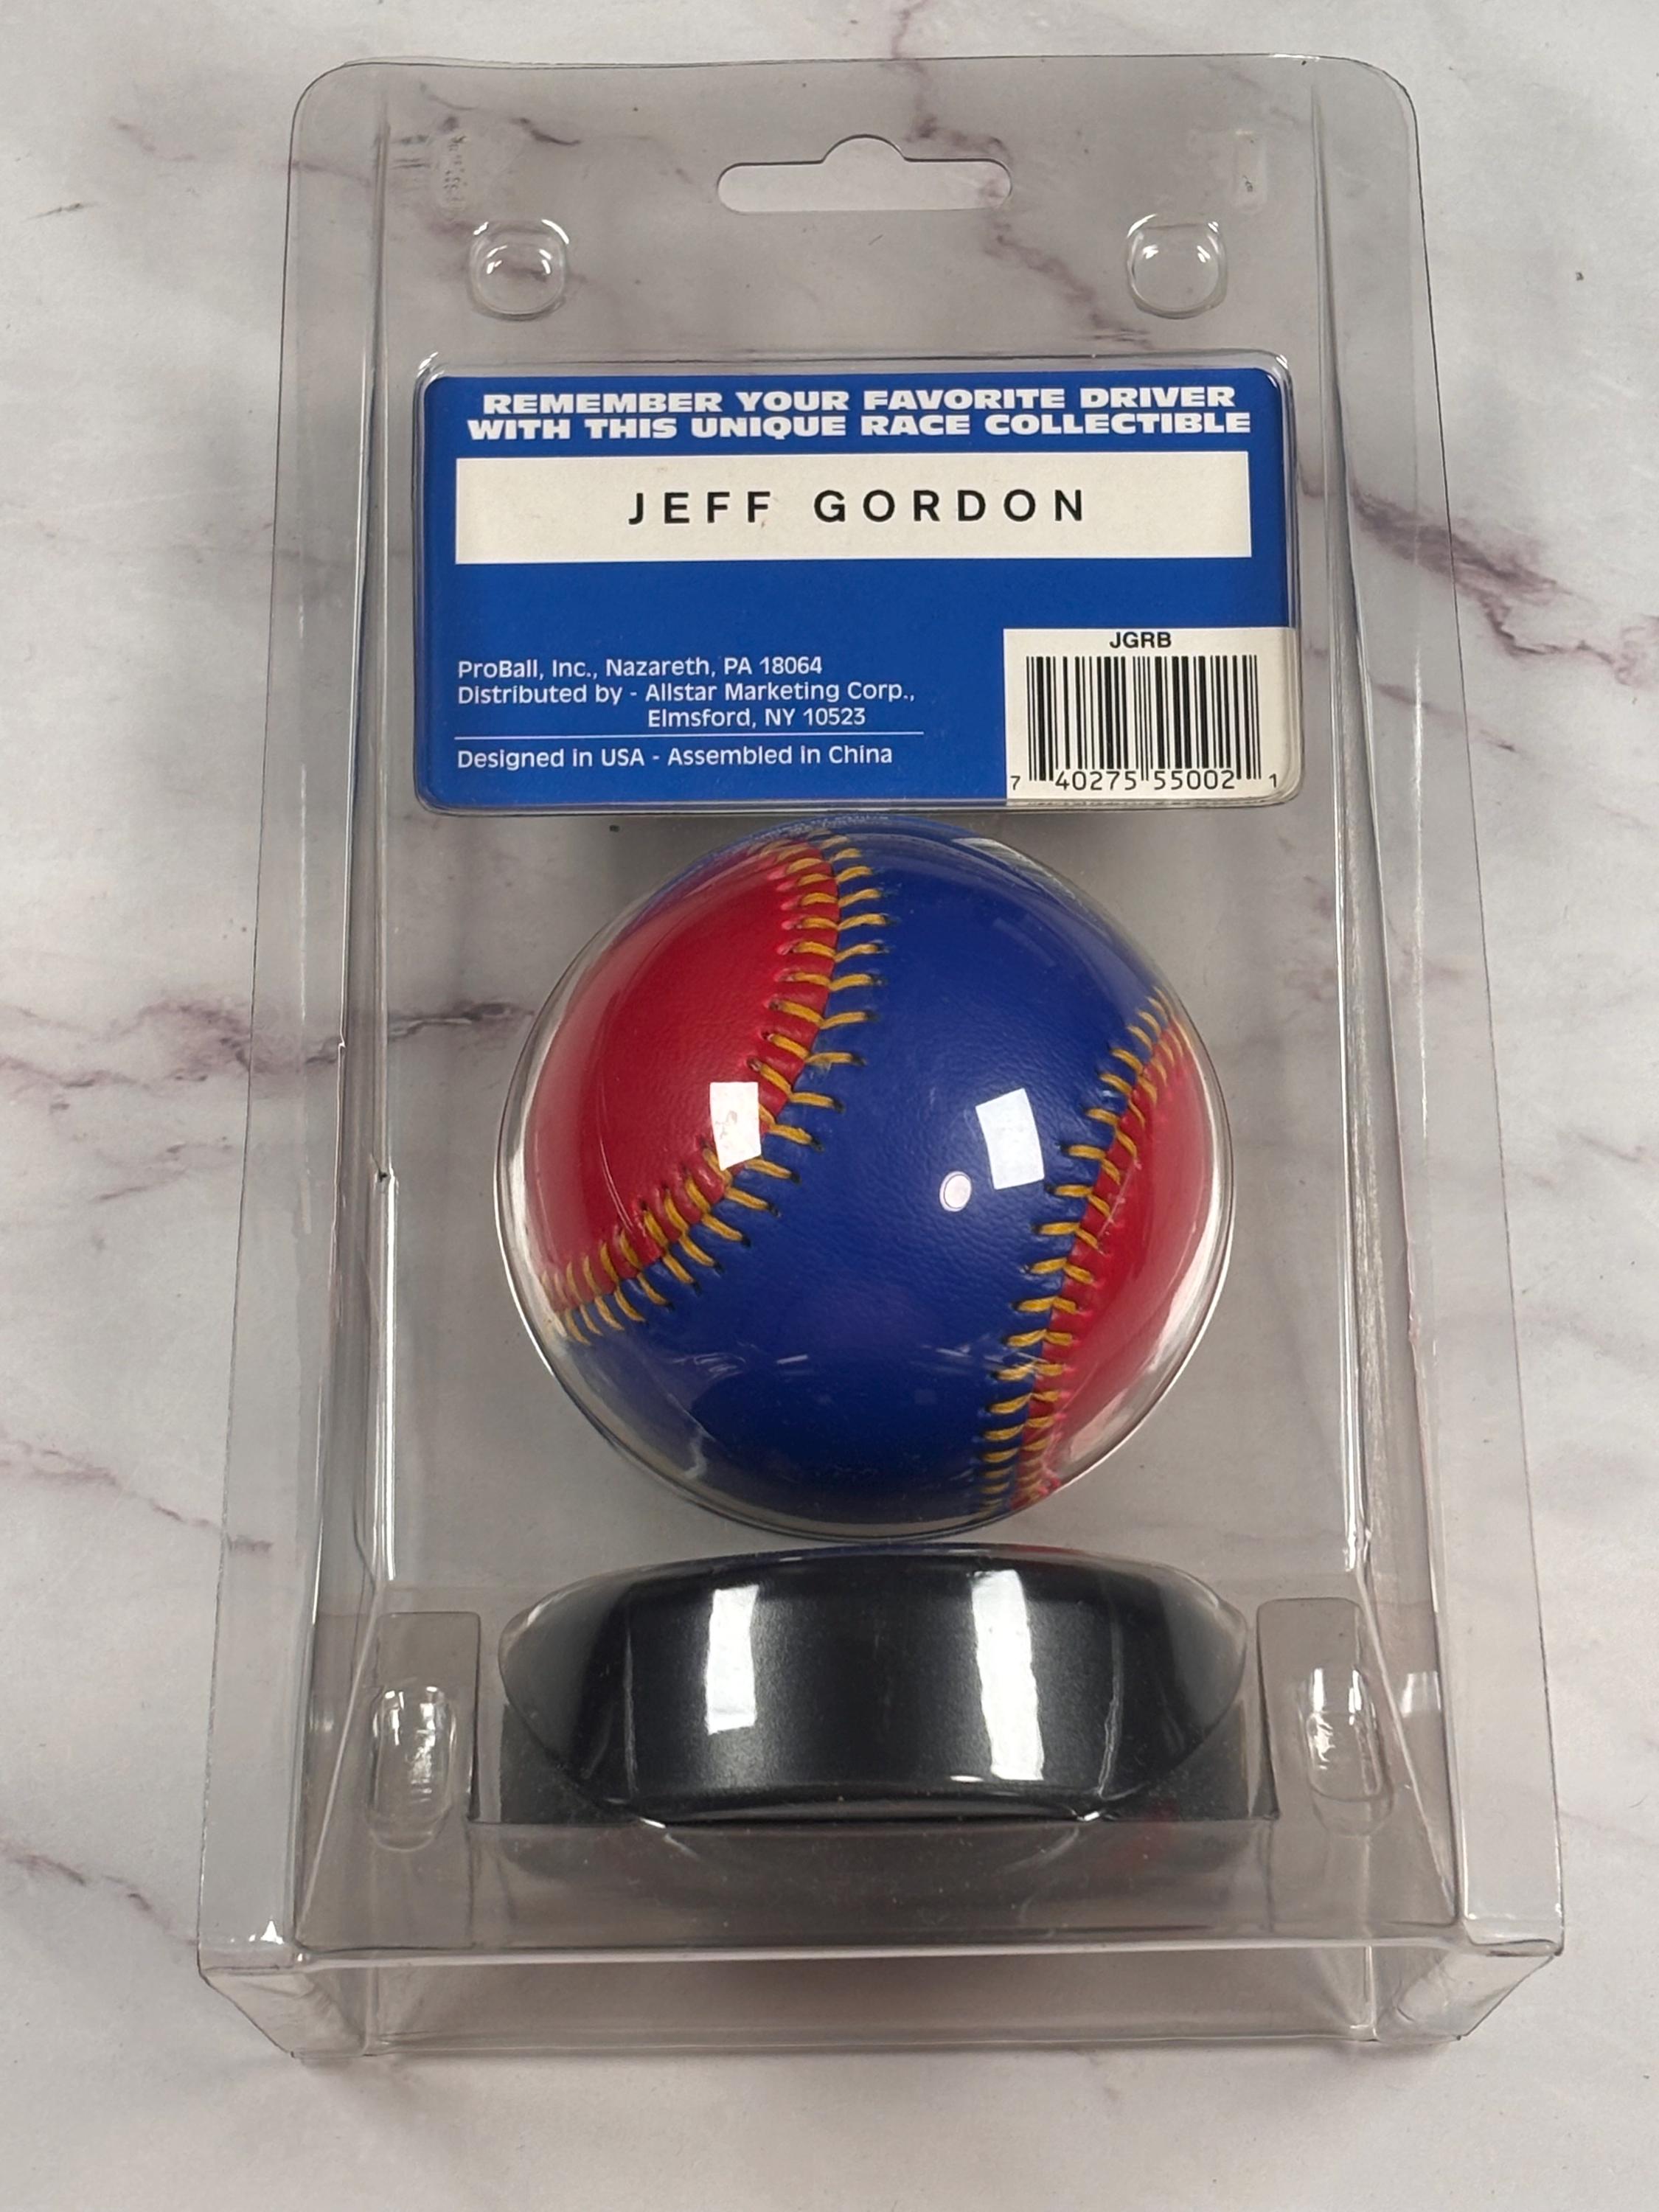 REMEMBER YOUR FAVORITE DRIVER
WITH THIS UNIQUE RACE COLLECTIBLE
JEFF GORDON
ProBall, Inc., Nazareth, PA 18064
Distributed by - Allstar Marketing Corp.,
Elmsford, NY 10523
Designed in USA - Assembled in China
JGRB
7 40275 55002 1